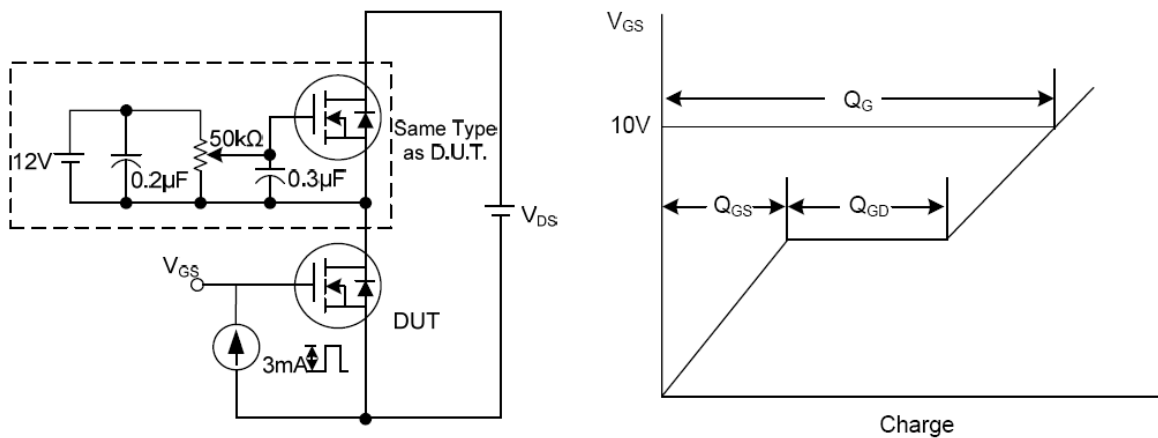 12V
0.2μF
50kΩ
0.3μF
Same Type
as D.U.T.
V_DS
V_GS
DUT
3mA
V_GS
10V
Q_G
Q_GS
Q_GD
Charge